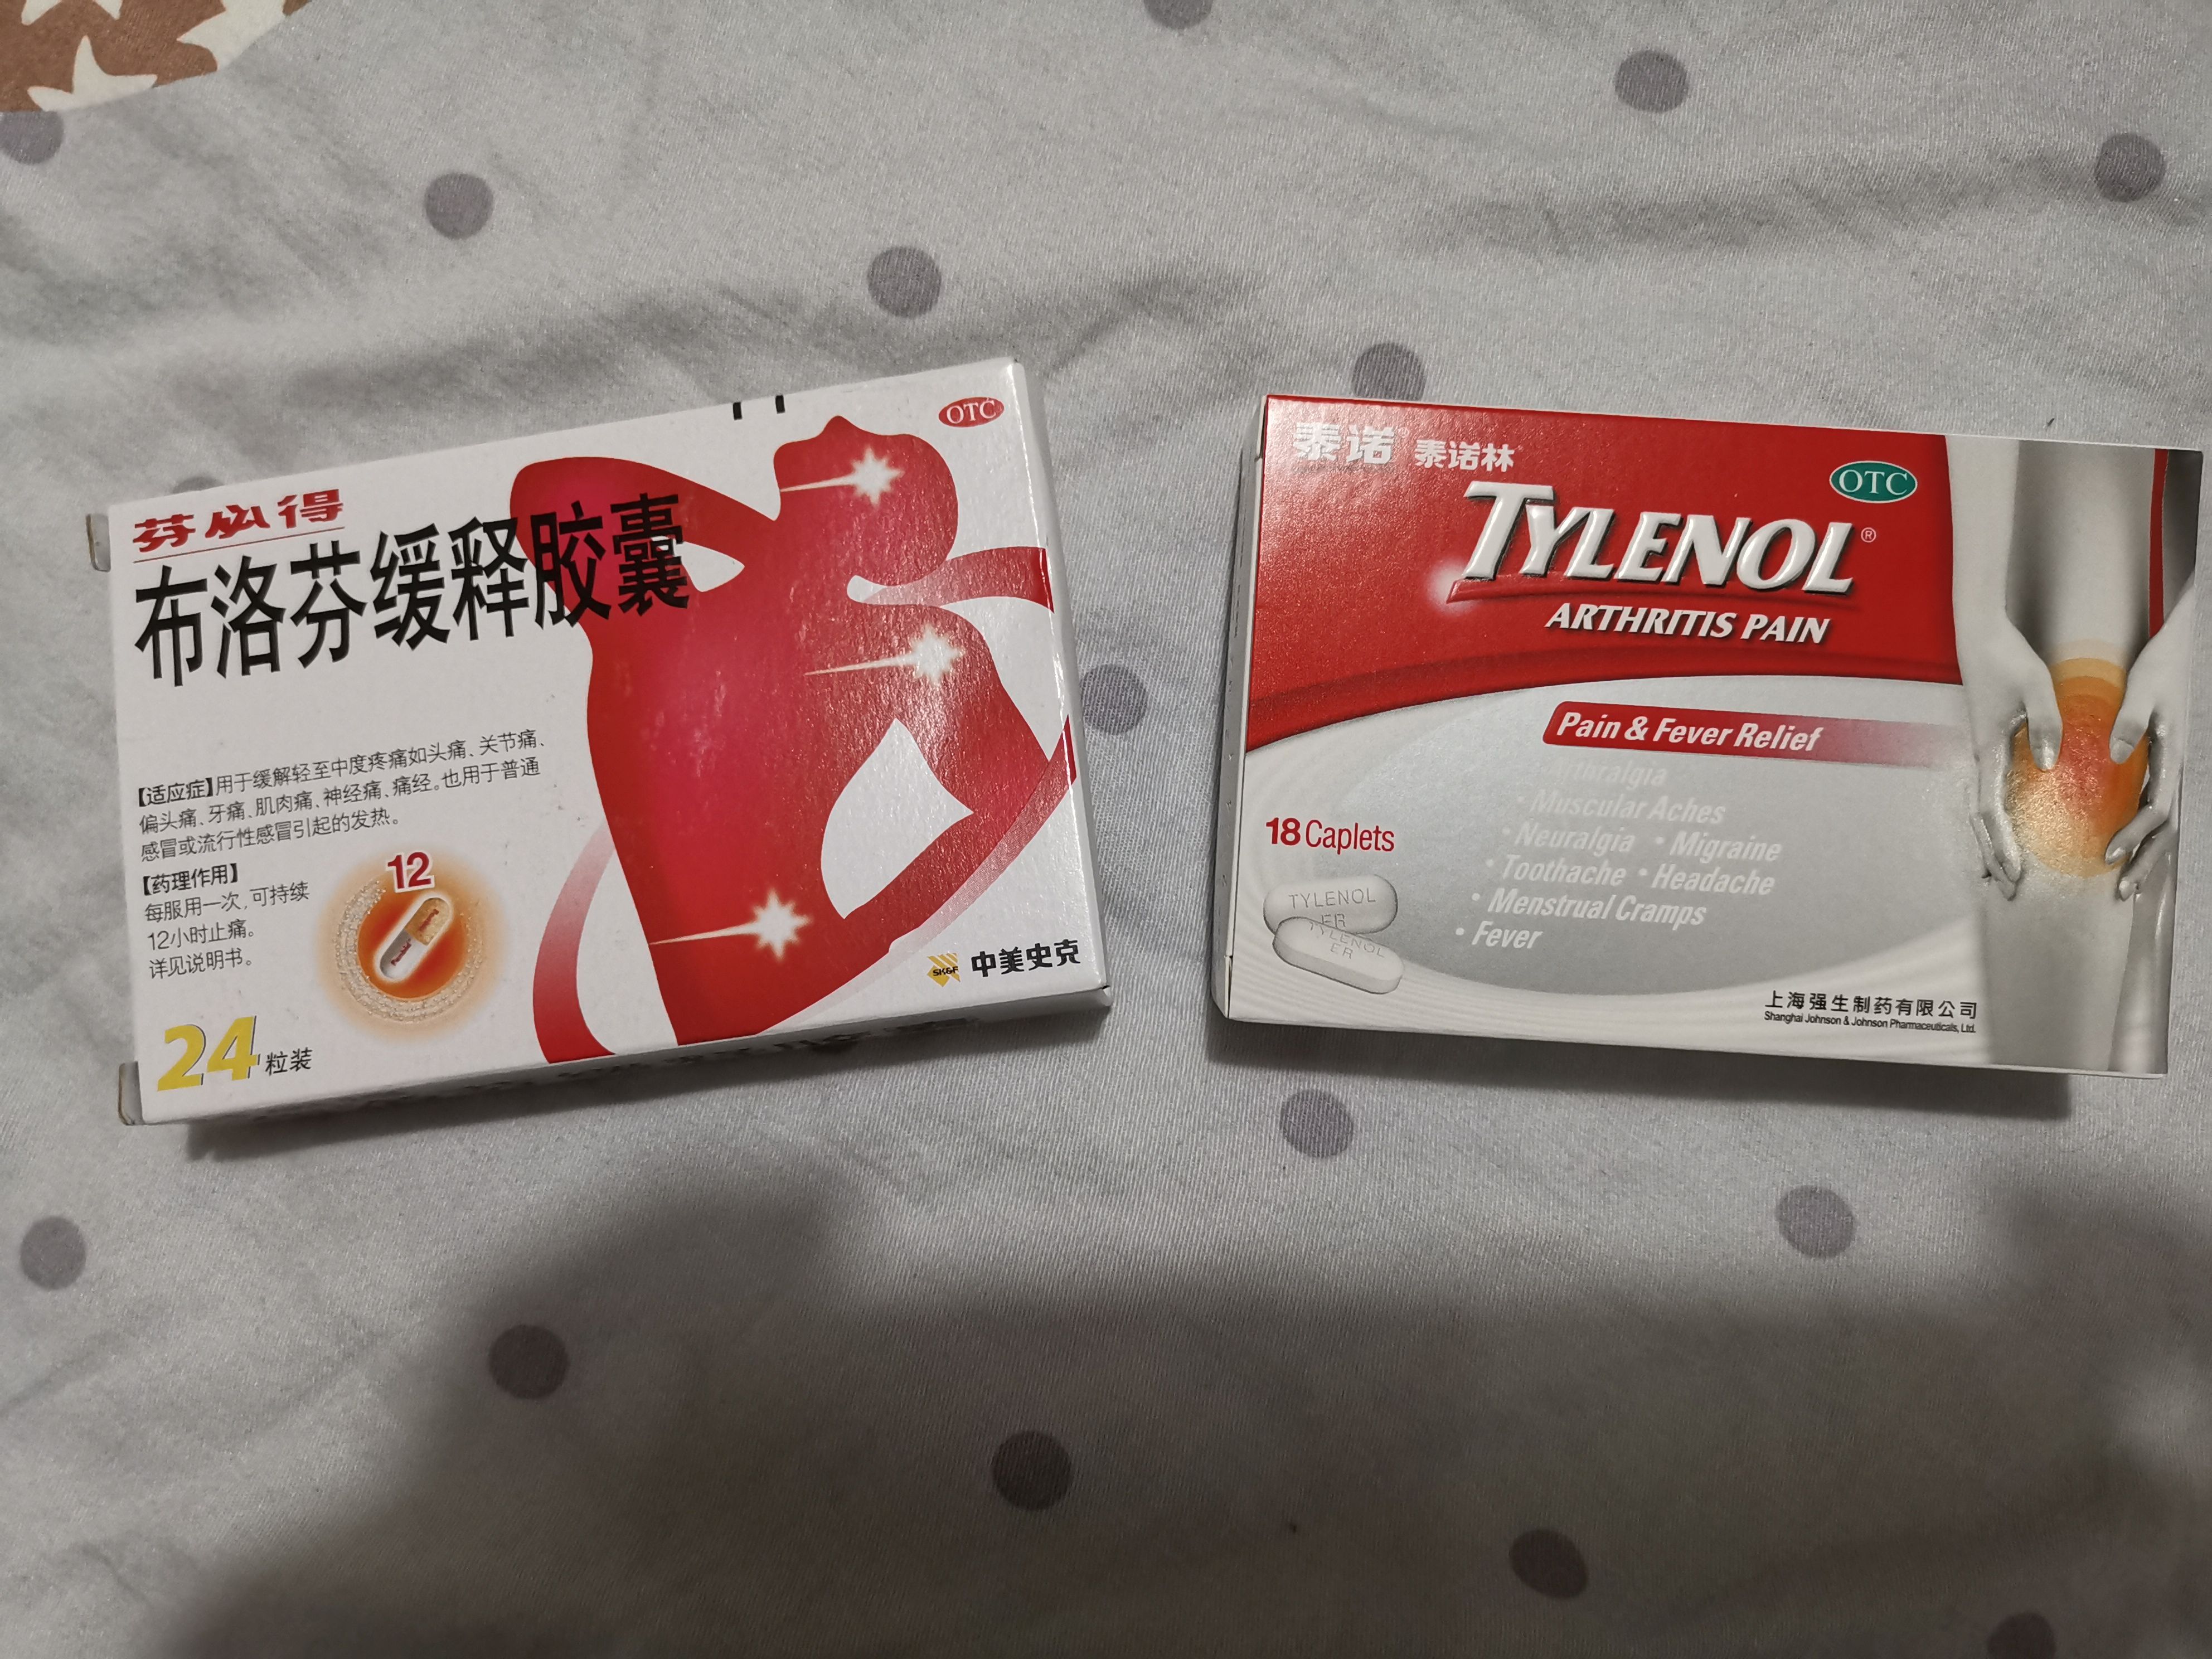 OTC
芬必得
布洛芬缓释胶囊
【适应症】用于缓解轻至中度疼痛如头痛、关节痛、
偏头痛、牙痛、肌肉痛、神经痛、痛经。也用于普通
感冒或流行性感冒引起的发热。
【药理作用】
每服用一次,可持续
12小时止痛。
详见说明书。
12
24粒装
SK&F 中美史克
泰诺 泰诺林
OTC
TYLENOL®
ARTHRITIS PAIN
Pain & Fever Relief
• Muscular Aches
• Neuralgia • Migraine
• Toothache • Headache
• Menstrual Cramps
• Fever
18 Caplets
TYLENOL
ER
TYLENOL
ER
上海强生制药有限公司
Shanghai Johnson & Johnson Pharmaceuticals, Ltd.